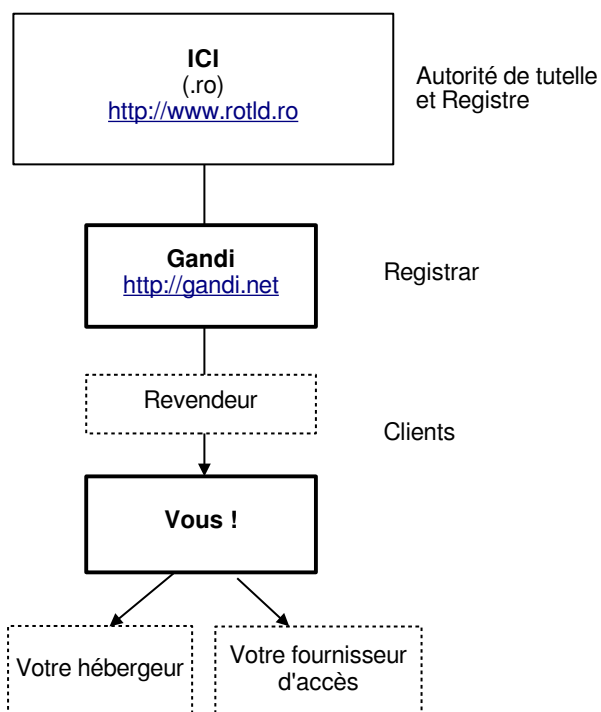 ICI
(.ro)
http://www.rotld.ro
Autorité de tutelle
et Registre
Gandi
http://gandi.net
Registrar
Revendeur
Clients
Vous !
Votre hébergeur
Votre fournisseur
d'accès